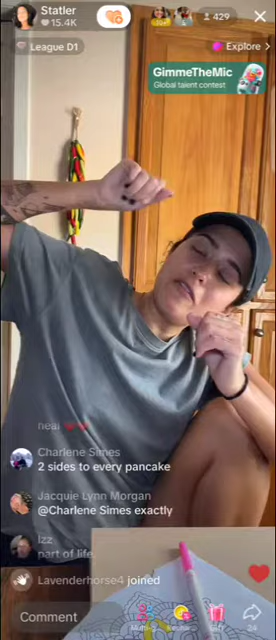 Statler
15.4K
429
League D1
Explore >
GimmeTheMic
Global talent contest
heal
Charlene Simes
2 sides to every pancake
Jacquie Lynn Morgan
@Charlene Simes exactly
Izz
part of life
Lavenderhorse4 joined
Comment
24